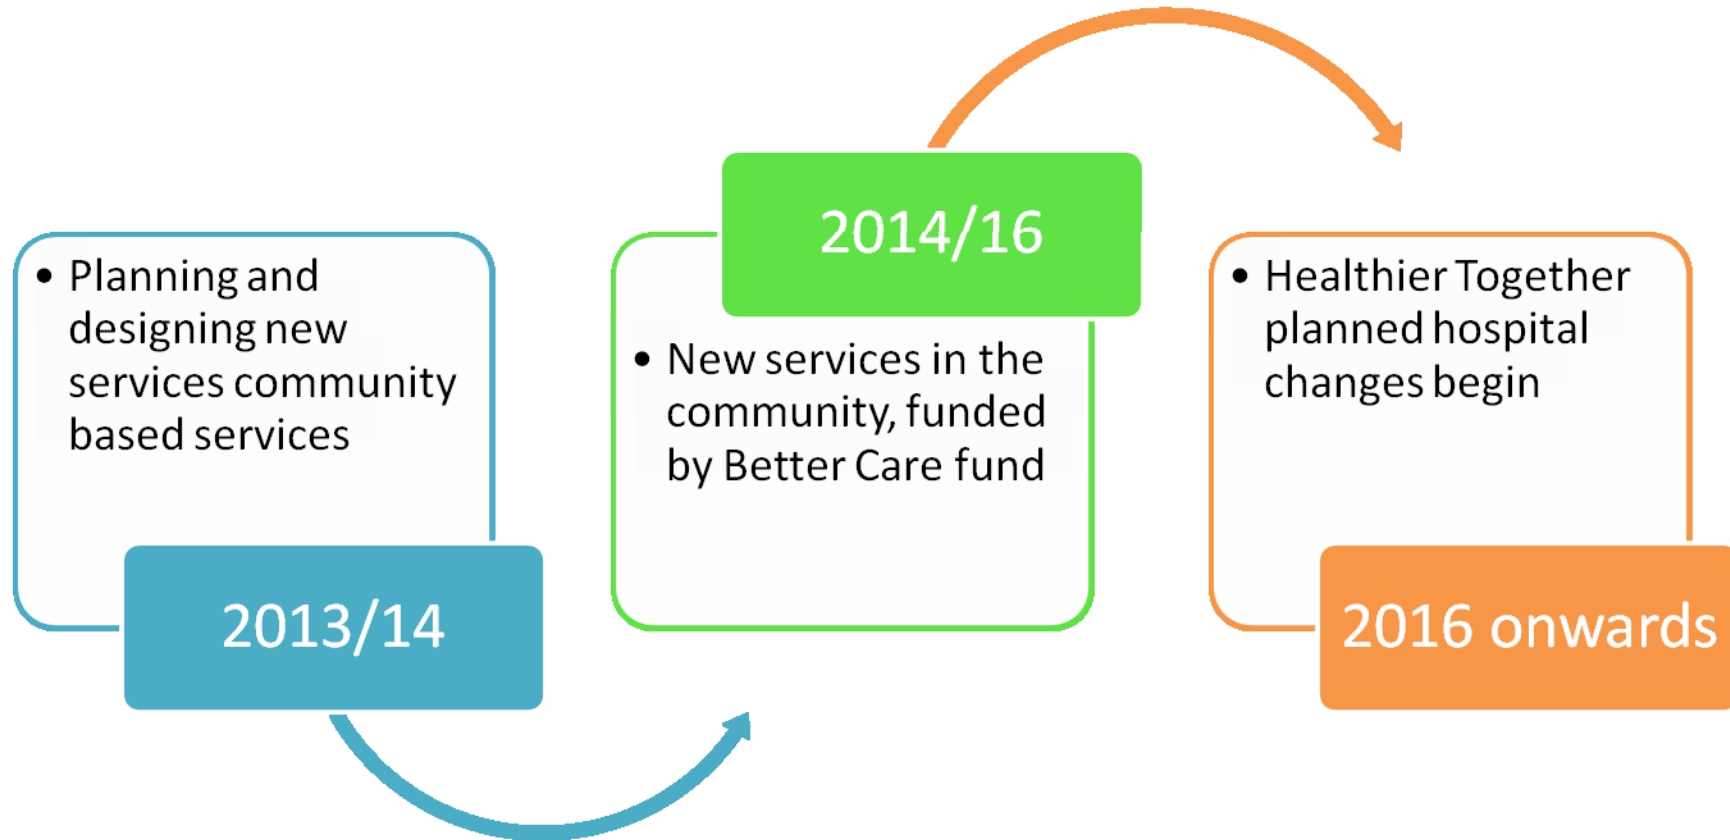 • Planning and
designing new
services community
based services
2013/14
2014/16
• New services in the
community, funded
by Better Care fund
• Healthier Together
planned hospital
changes begin
2016 onwards